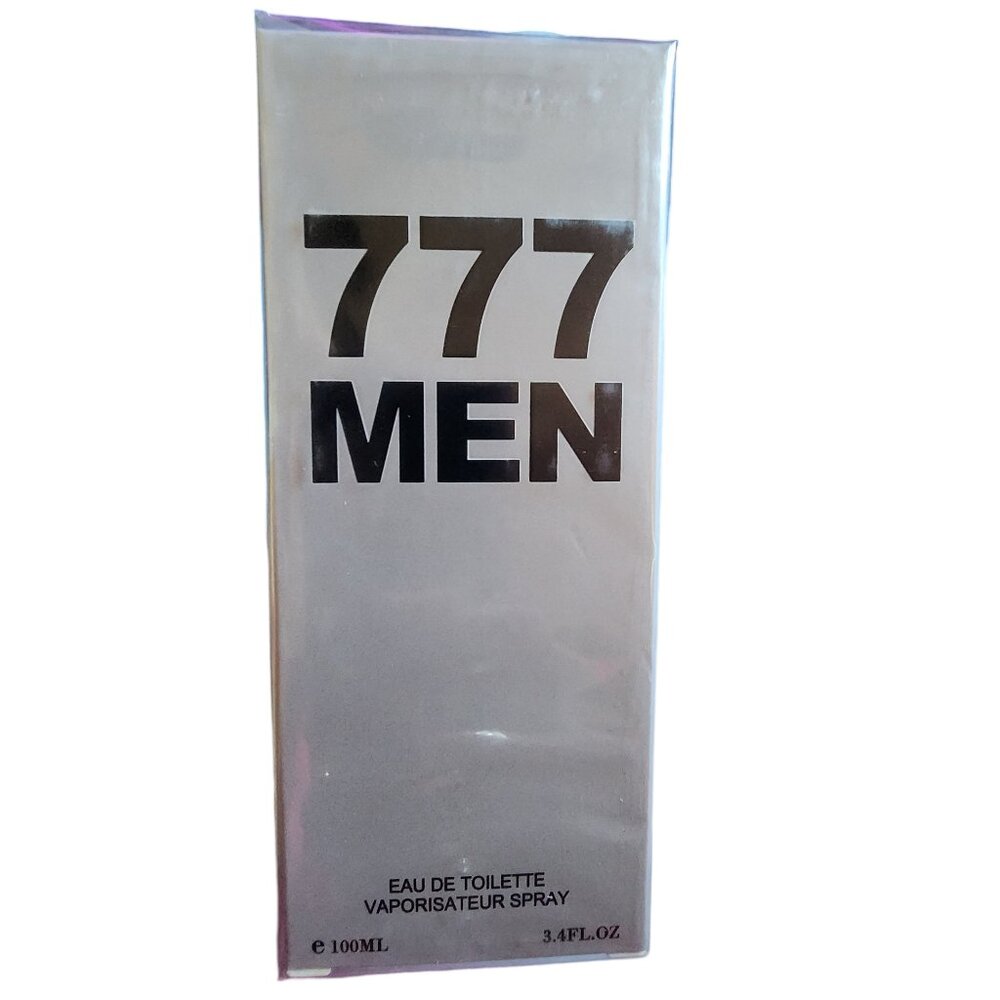 777
MEN
EAU DE TOILETTE
VAPORISATEUR SPRAY
e 100ML 3.4FL.OZ